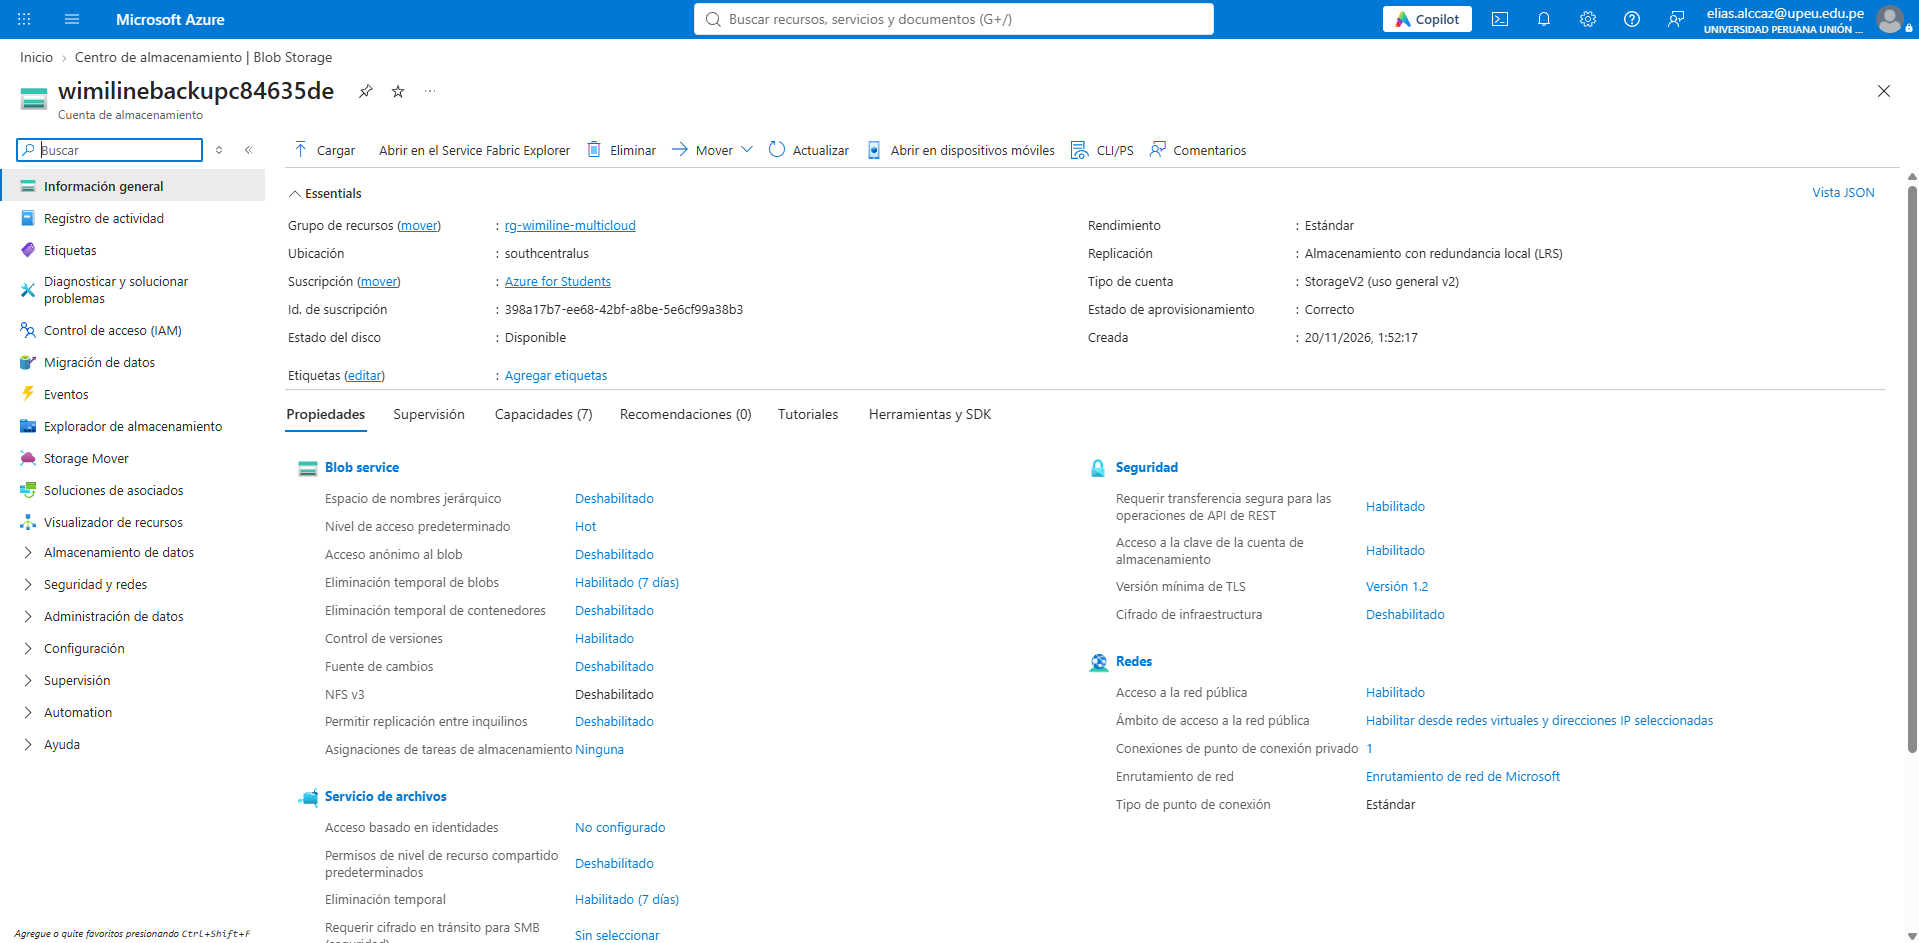 Microsoft Azure
Buscar recursos, servicios y documentos (G+/)
Copilot
elias.alccaz@upeu.edu.pe
UNIVERSIDAD PERUANA UNIÓN ...
Inicio > Centro de almacenamiento | Blob Storage
wimilinebackupc84635de
Cuenta de almacenamiento
Buscar
Cargar
Abrir en el Service Fabric Explorer
Eliminar
Mover
Actualizar
Abrir en dispositivos móviles
CLI/PS
Comentarios
Información general
Registro de actividad
Etiquetas
Diagnosticar y solucionar
problemas
Control de acceso (IAM)
Migración de datos
Eventos
Explorador de almacenamiento
Storage Mover
Soluciones de asociados
Visualizador de recursos
Almacenamiento de datos
Seguridad y redes
Administración de datos
Configuración
Supervisión
Automation
Ayuda
Agregue o quite favoritos presionando Ctrl+Shift+F
Essentials
Vista JSON
Grupo de recursos (mover) : rg-wimiline-multicloud
Ubicación : southcentralus
Suscripción (mover) : Azure for Students
Id. de suscripción : 398a17b7-ee68-42bf-a8be-5e6cf99a38b3
Estado del disco : Disponible
Etiquetas (editar) : Agregar etiquetas
Rendimiento : Estándar
Replicación : Almacenamiento con redundancia local (LRS)
Tipo de cuenta : StorageV2 (uso general v2)
Estado de aprovisionamiento : Correcto
Creada : 20/11/2026, 1:52:17
Propiedades
Supervisión
Capacidades (7)
Recomendaciones (0)
Tutoriales
Herramientas y SDK
Blob service
Espacio de nombres jerárquico Deshabilitado
Nivel de acceso predeterminado Hot
Acceso anónimo al blob Deshabilitado
Eliminación temporal de blobs Habilitado (7 días)
Eliminación temporal de contenedores Deshabilitado
Control de versiones Habilitado
Fuente de cambios Deshabilitado
NFS v3 Deshabilitado
Permitir replicación entre inquilinos Deshabilitado
Asignaciones de tareas de almacenamiento Ninguna
Servicio de archivos
Acceso basado en identidades No configurado
Permisos de nivel de recurso compartido
predeterminados Deshabilitado
Eliminación temporal Habilitado (7 días)
Requerir cifrado en tránsito para SMB
Sin seleccionar
Seguridad
Requerir transferencia segura para las
operaciones de API de REST Habilitado
Acceso a la clave de la cuenta de
almacenamiento Habilitado
Versión mínima de TLS Versión 1.2
Cifrado de infraestructura Deshabilitado
Redes
Acceso a la red pública Habilitado
Ámbito de acceso a la red pública Habilitar desde redes virtuales y direcciones IP seleccionadas
Conexiones de punto de conexión privado 1
Enrutamiento de red Enrutamiento de red de Microsoft
Tipo de punto de conexión Estándar